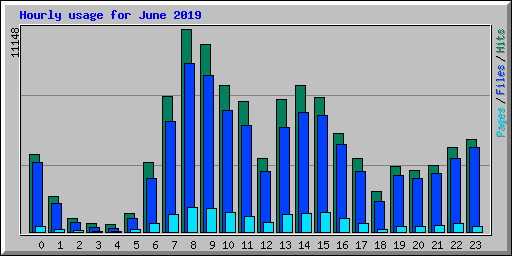 Hourly usage for June 2019
11148
Pages / Files / Hits
0 1 2 3 4 5 6 7 8 9 10 11 12 13 14 15 16 17 18 19 20 21 22 23